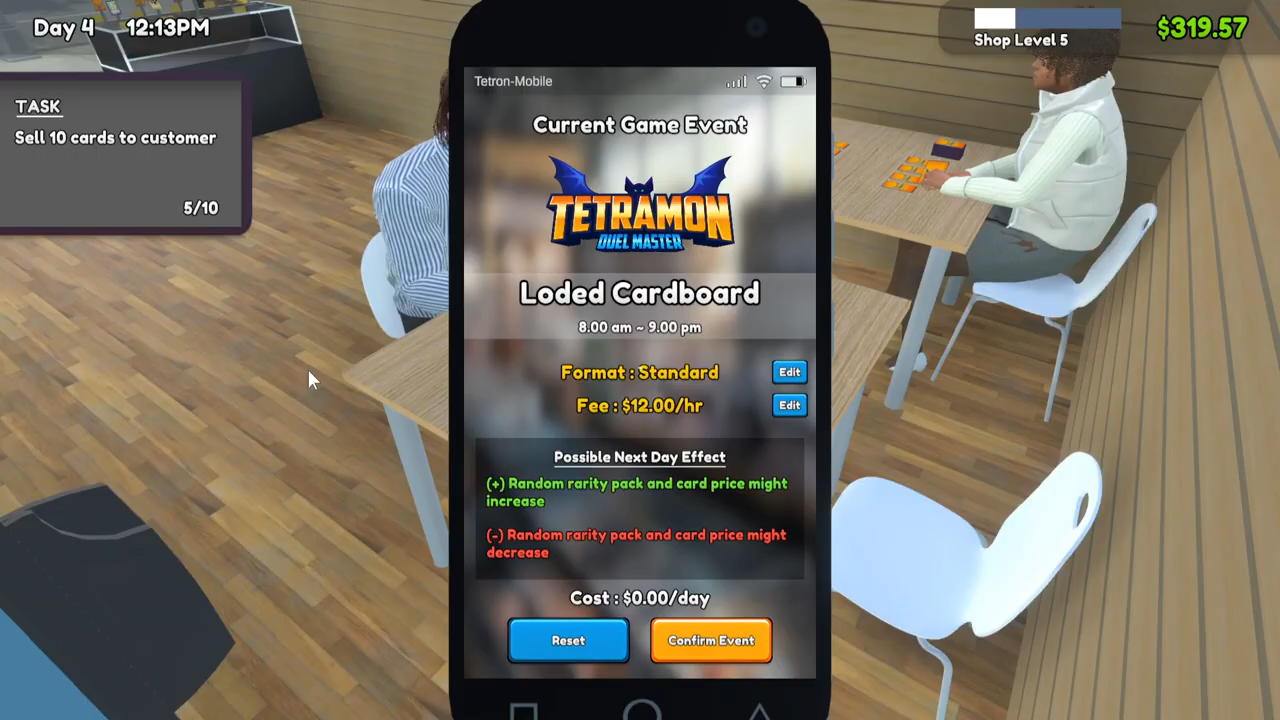 Day 4 12:13PM
Shop Level 5
$319.57
TASK
Sell 10 cards to customer
5/10
Tetron-Mobile
Current Game Event
TETRAMON
DUEL MASTER
Loded Cardboard
8.00 am ~ 9.00 pm
Format : Standard Edit
Fee : $12.00/hr Edit
Possible Next Day Effect
(+) Random rarity pack and card price might
increase
(-) Random rarity pack and card price might
decrease
Cost : $0.00/day
Reset Confirm Event